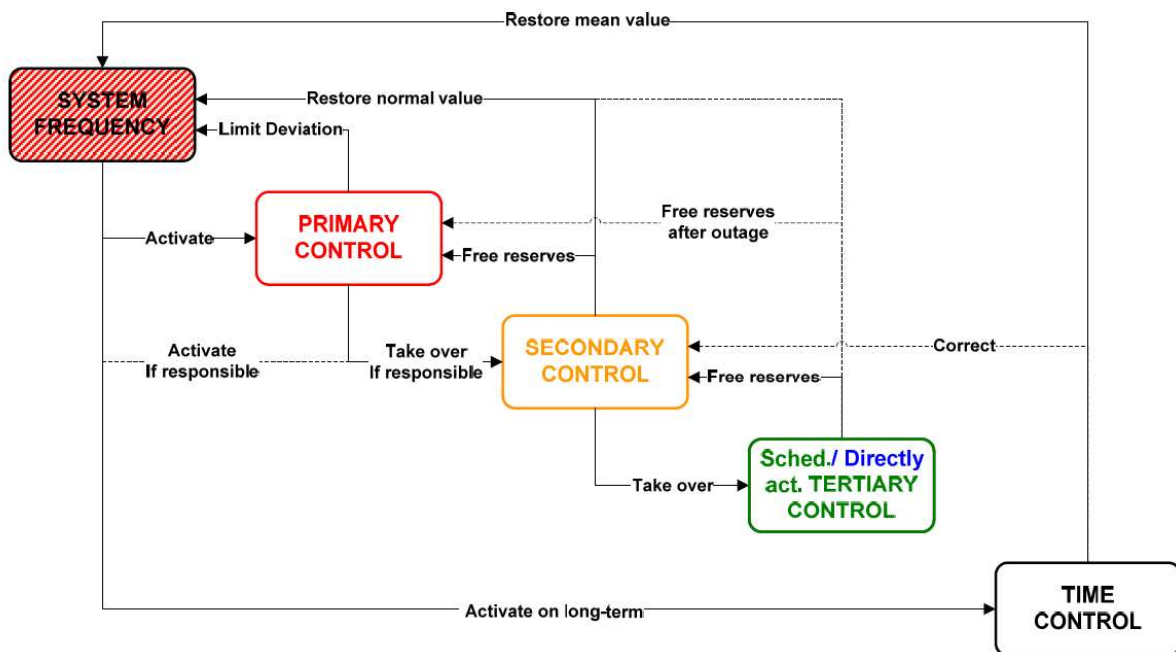 Restore mean value
SYSTEM
FREQUENCY
Restore normal value
Limit Deviation
PRIMARY
CONTROL
Free reserves
after outage
Activate
Free reserves
Activate
If responsible
Take over
If responsible
SECONDARY
CONTROL
Correct
Free reserves
Sched./ Directly
act. TERTIARY
CONTROL
Take over
TIME
CONTROL
Activate on long-term